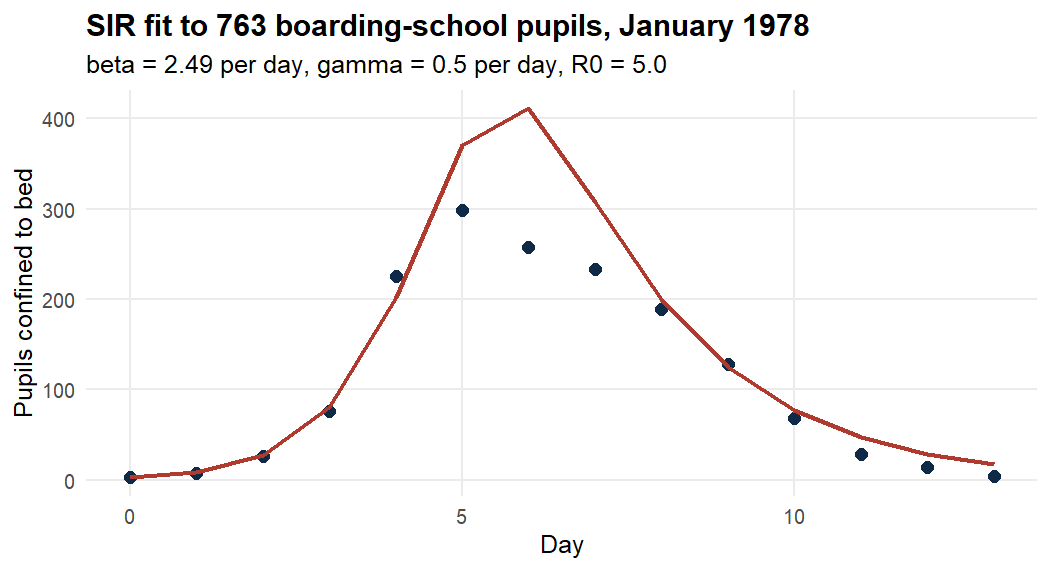 SIR fit to 763 boarding-school pupils, January 1978
beta = 2.49 per day, gamma = 0.5 per day, R0 = 5.0
Pupils confined to bed
400
300
200
100
0
0
5
10
Day